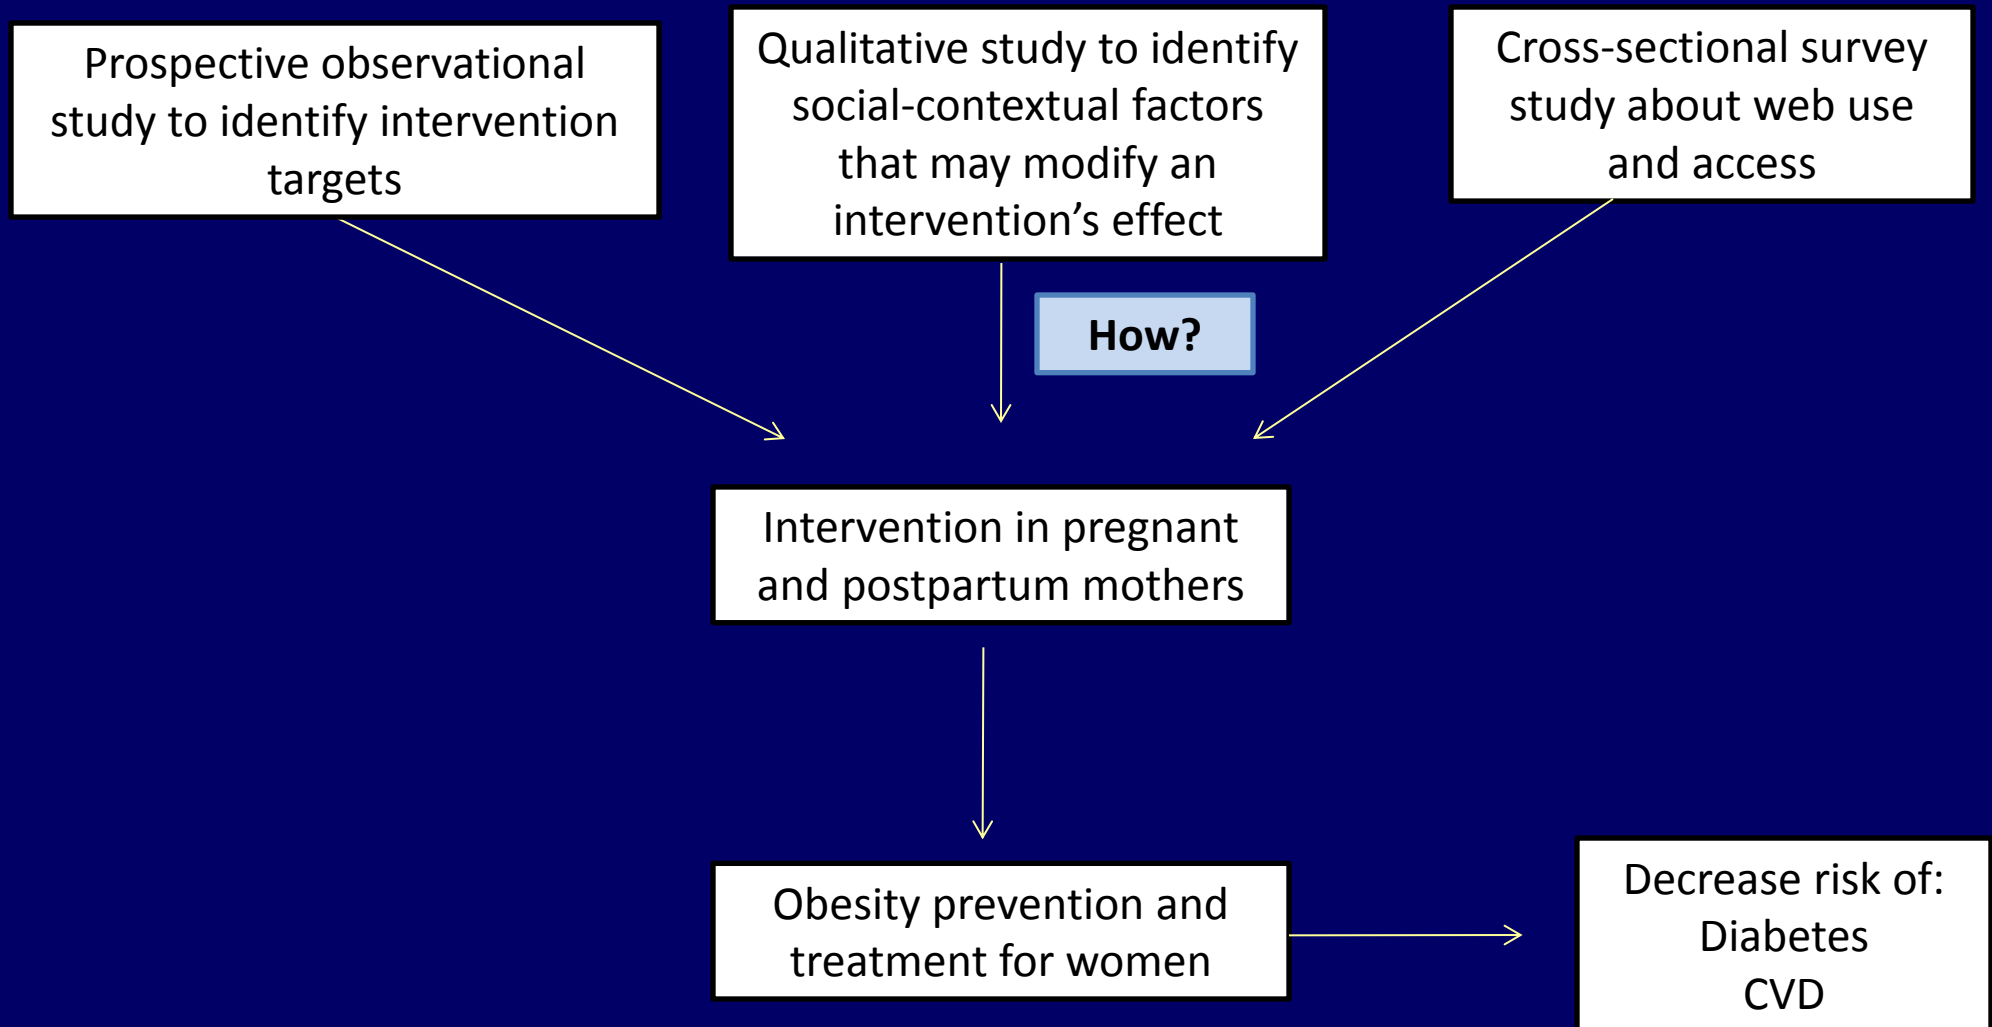 Prospective observational
study to identify intervention
targets
Qualitative study to identify
social-contextual factors
that may modify an
intervention’s effect
Cross-sectional survey
study about web use
and access
How?
Intervention in pregnant
and postpartum mothers
Obesity prevention and
treatment for women
Decrease risk of:
Diabetes
CVD